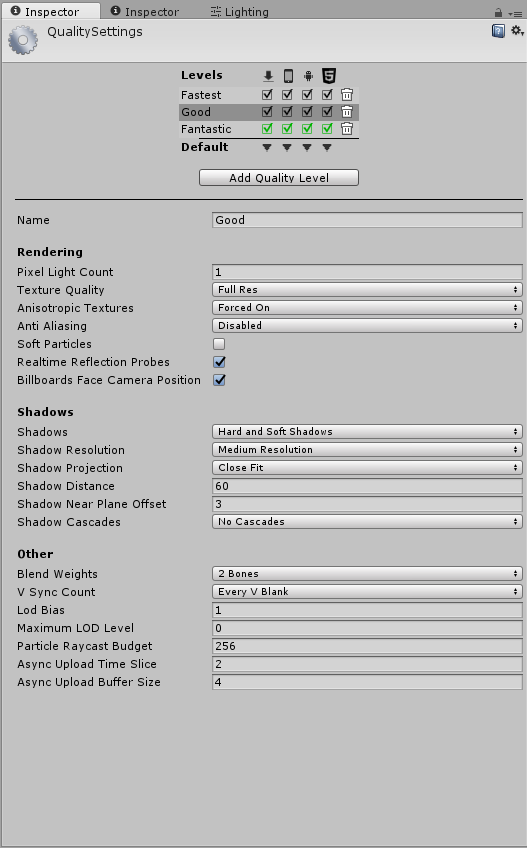 Inspector Inspector Lighting
QualitySettings
Levels
Fastest
Good
Fantastic
Default
Add Quality Level
Name Good
Rendering
Pixel Light Count 1
Texture Quality Full Res
Anisotropic Textures Forced On
Anti Aliasing Disabled
Soft Particles
Realtime Reflection Probes
Billboards Face Camera Position
Shadows
Shadows Hard and Soft Shadows
Shadow Resolution Medium Resolution
Shadow Projection Close Fit
Shadow Distance 60
Shadow Near Plane Offset 3
Shadow Cascades No Cascades
Other
Blend Weights 2 Bones
V Sync Count Every V Blank
Lod Bias 1
Maximum LOD Level 0
Particle Raycast Budget 256
Async Upload Time Slice 2
Async Upload Buffer Size 4